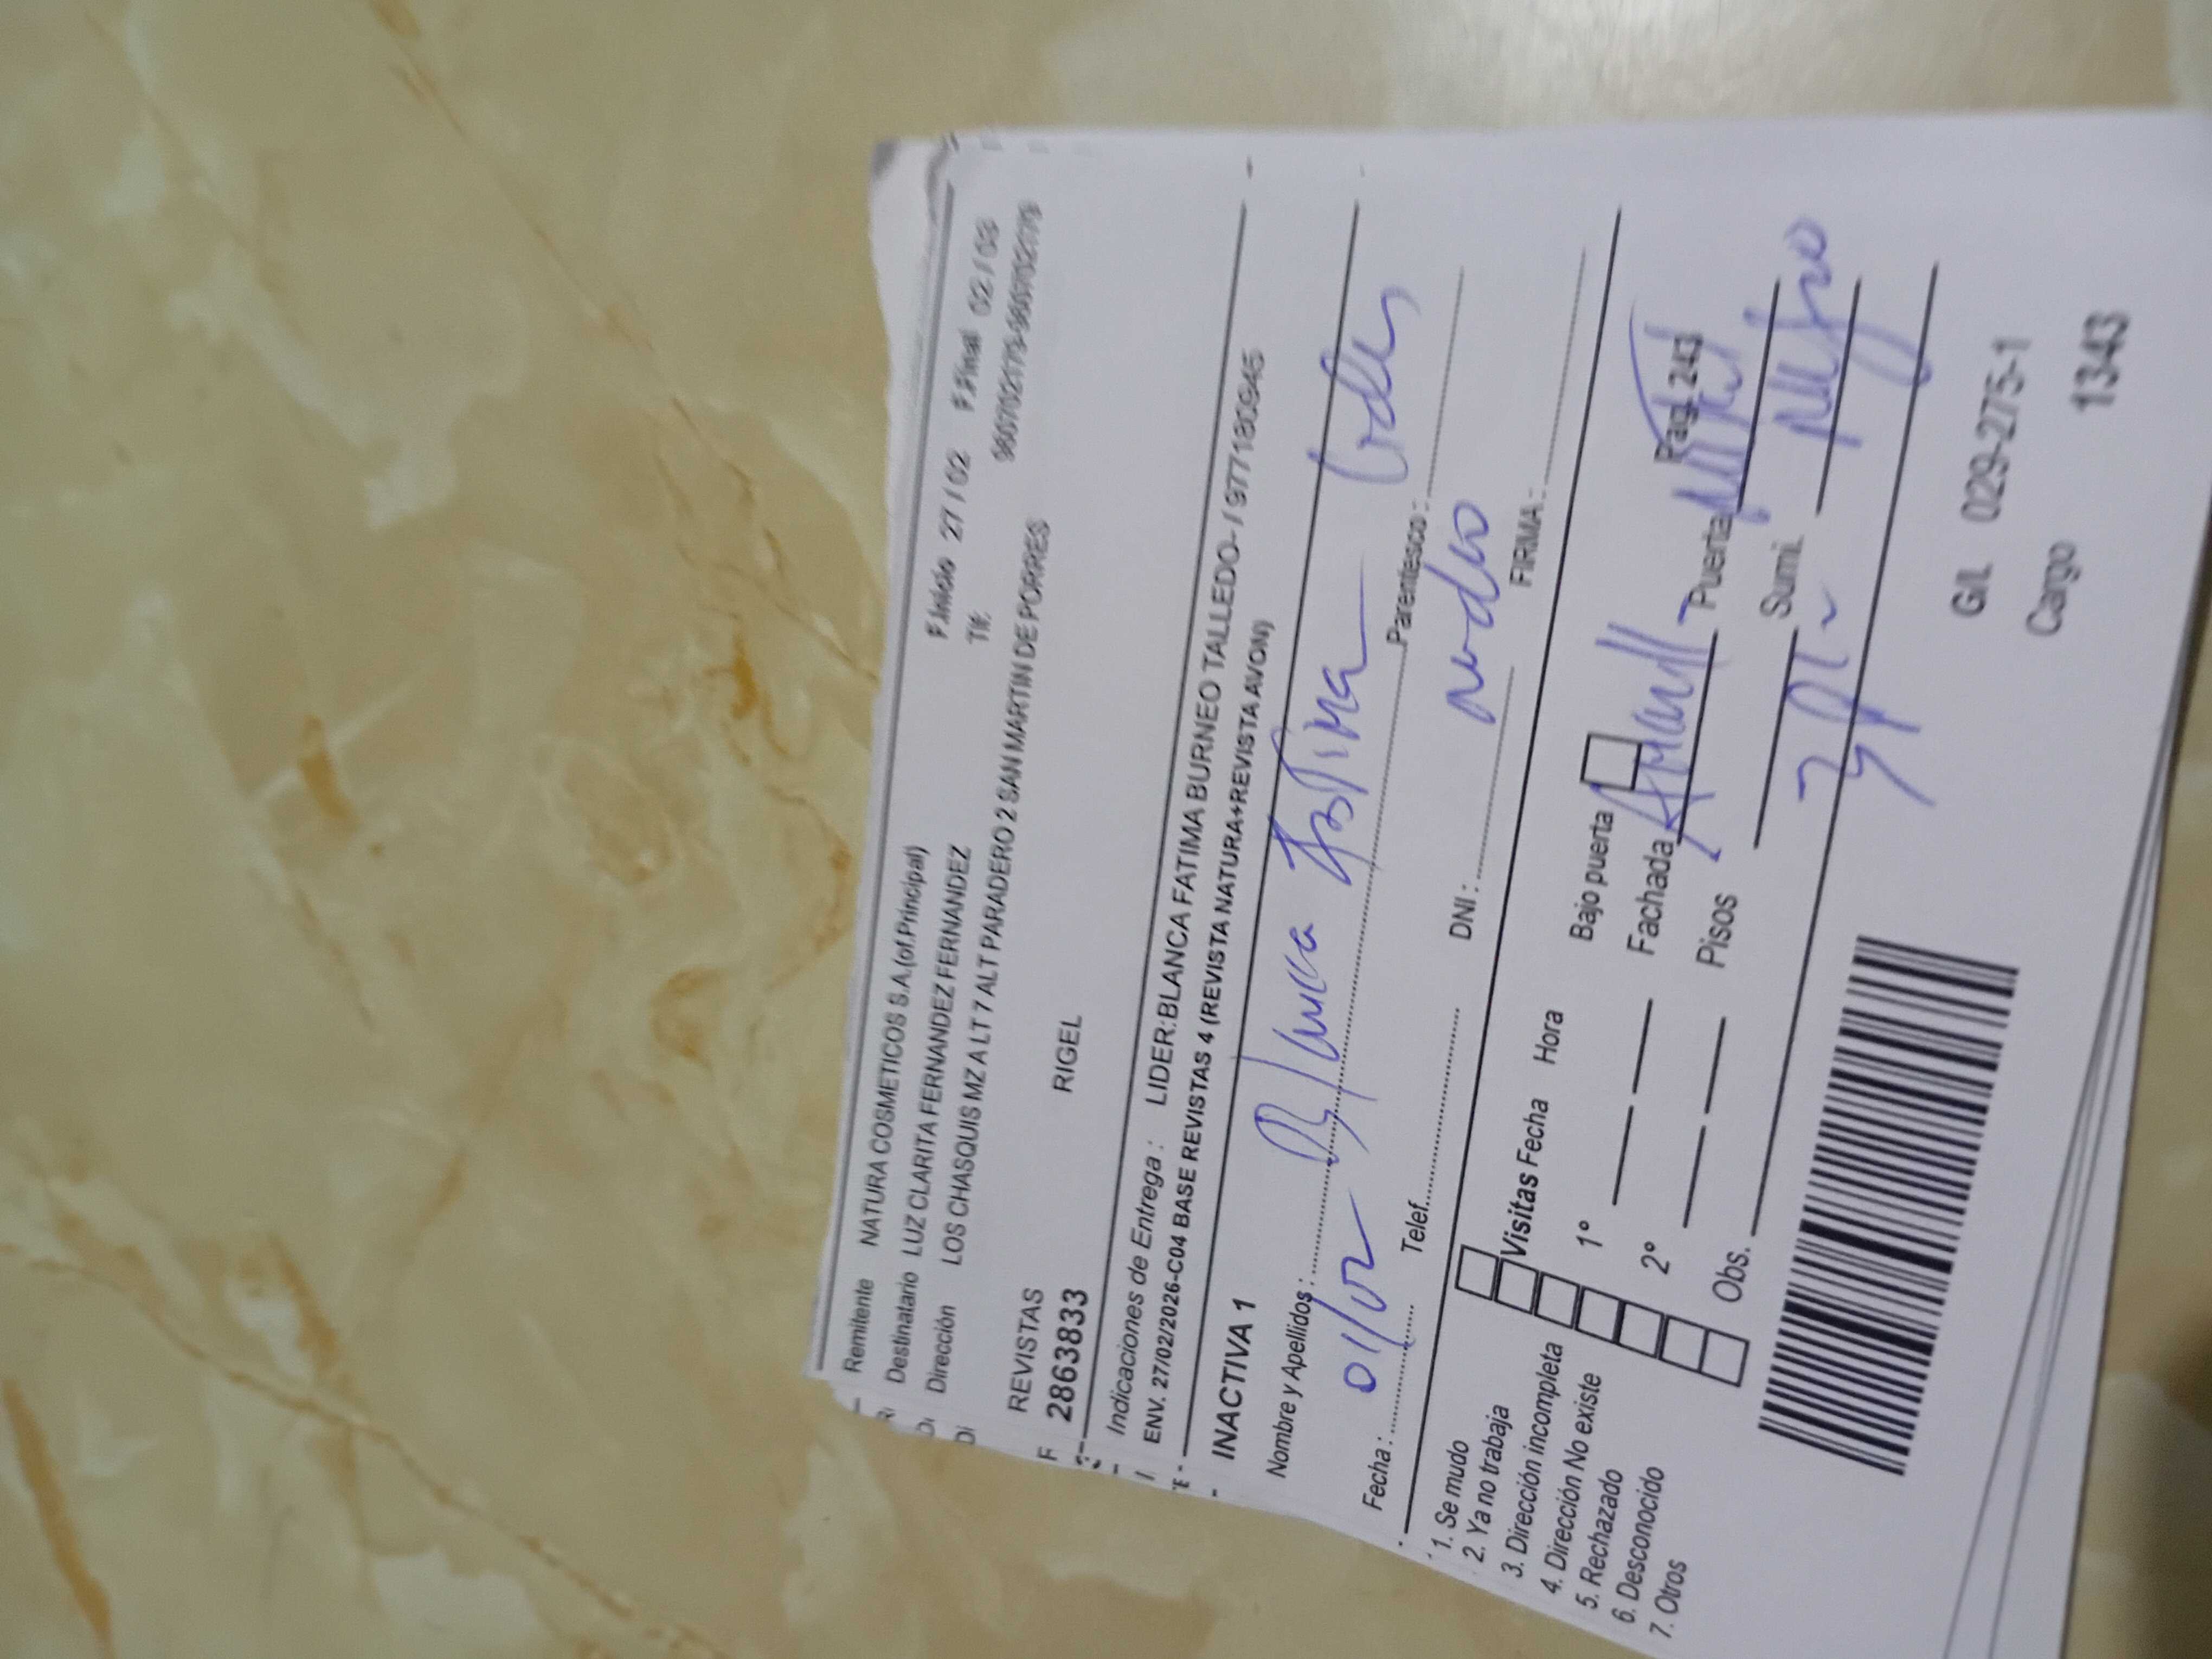 Remitente NATURA COSMETICOS S.A.(of.Principal)
Destinatario LUZ CLARITA FERNANDEZ FERNANDEZ F.Inicio 27/02 F.Final 02/03
Dirección LOS CHASQUIS MZ A LT 7 ALT PARADERO 2 SAN MARTIN DE PORRES
Tlf:
REVISTAS
28638833 RIGEL
Indicaciones de Entrega : LIDER:BLANCA FATIMA BURNEO TALLEDO- / 977180945
ENV. 27/02/2026-C04 BASE REVISTAS 4 (REVISTA NATURA+REVISTA AVON)
INACTIVA 1
Nombre y Apellidos : Blanca Fatima
Fecha : 01/02 Telef. DNI : Parentesco :
FIRMA :
1. Se mudo
2. Ya no trabaja
3. Dirección incompleta
4. Dirección No existe
5. Rechazado
6. Desconocido
7. Otros
Visitas Fecha Hora Bajo puerta
1º Fachada Puerta Pag. 243
2º Pisos Sumi.
Obs.
G/L 029-275-1
Cargo 1343